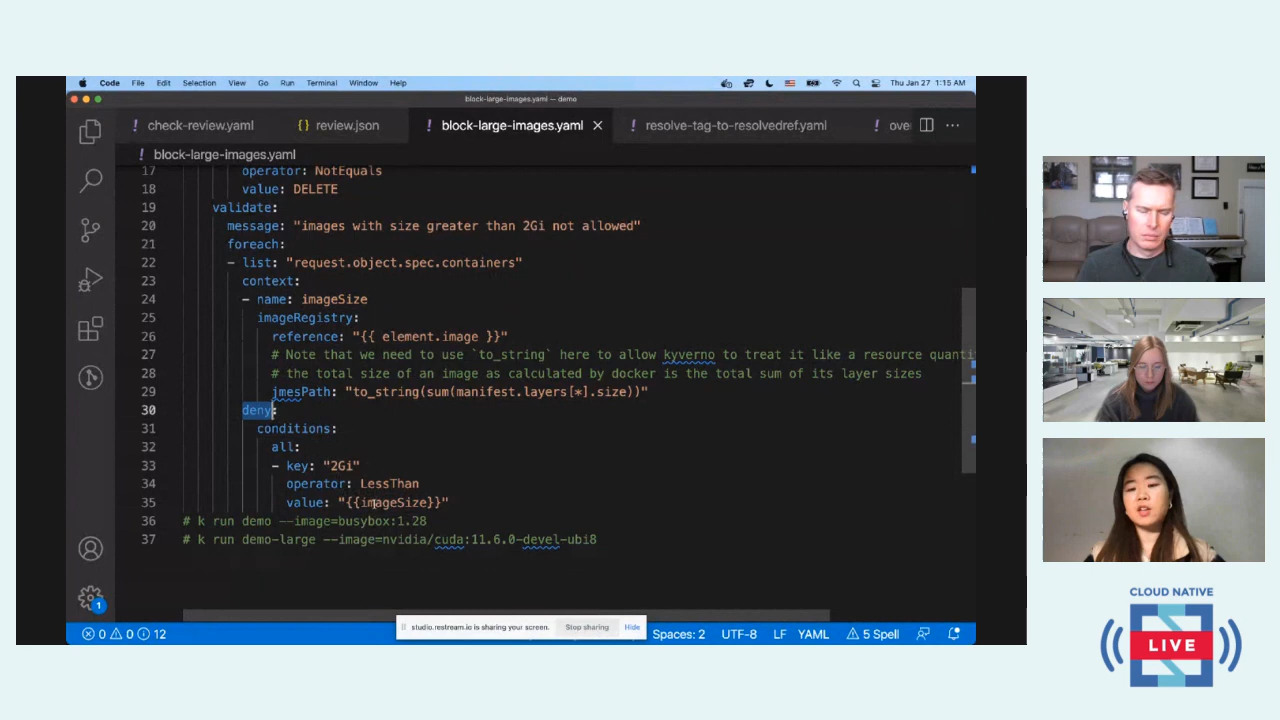 Code File Edit Selection View Go Run Terminal Window Help Thu Jan 27 1:15 AM
block-large-images.yaml — demo
! check-review.yaml {} review.json ! block-large-images.yaml × ! resolve-tag-to-resolvedref.yaml ! ove ···
! block-large-images.yaml
17 operator: NotEquals
18 value: DELETE
19 validate:
20 message: "images with size greater than 2Gi not allowed"
21 foreach:
22 - list: "request.object.spec.containers"
23 context:
24 - name: imageSize
25 imageRegistry:
26 reference: "{{ element.image }}"
27 # Note that we need to use `to_string` here to allow kyverno to treat it like a resource quanti
28 # the total size of an image as calculated by docker is the total sum of its layer sizes
29 jmesPath: "to_string(sum(manifest.layers[*].size))"
30 deny:
31 conditions:
32 all:
33 - key: "2Gi"
34 operator: LessThan
35 value: "{{imageSize}}"
36 # k run demo --image=busybox:1.28
37 # k run demo-large --image=nvidia/cuda:11.6.0-devel-ubi8
1
studio.restream.io is sharing your screen. Stop sharing Hide
0 0 12 Spaces: 2 UTF-8 LF YAML 5 Spell
CLOUD NATIVE
LIVE